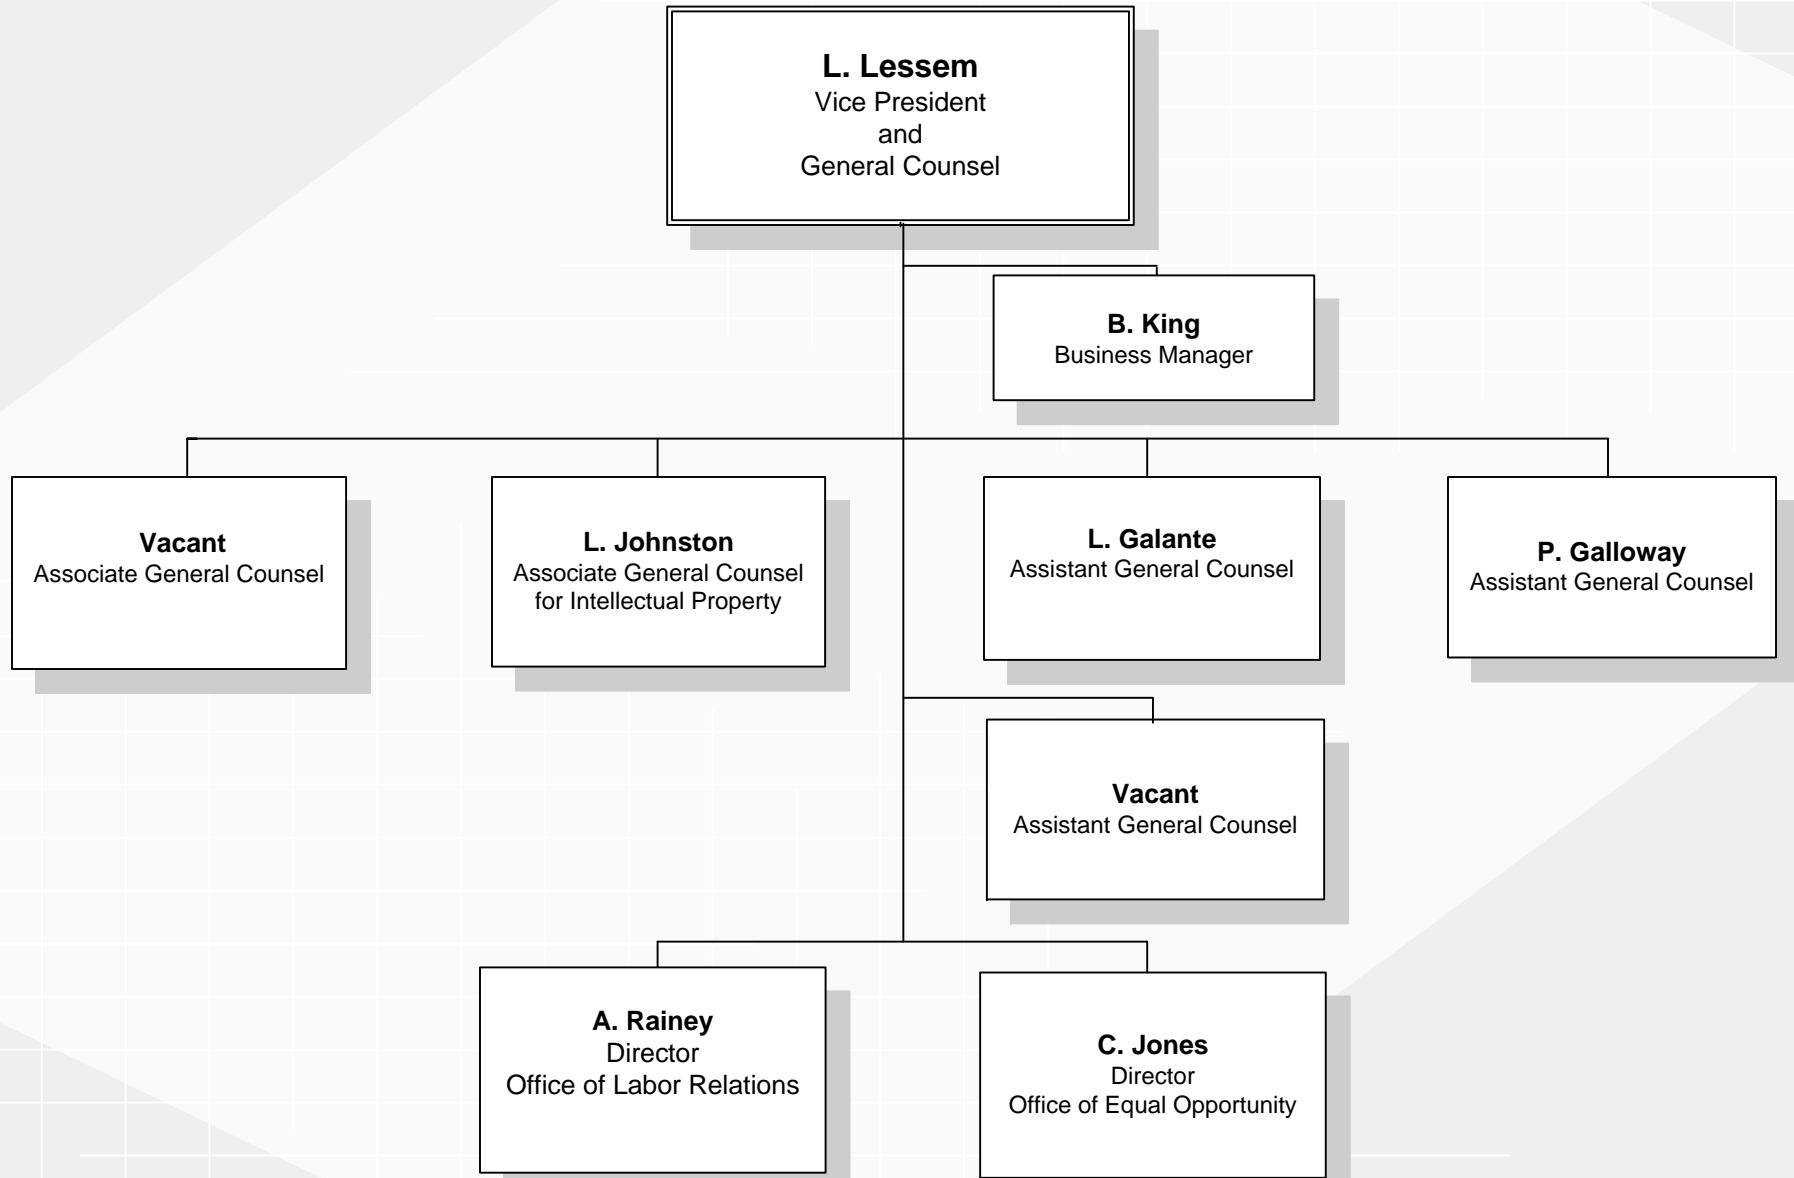 L. Lessem
Vice President
and
General Counsel
B. King
Business Manager
Vacant
Associate General Counsel
L. Johnston
Associate General Counsel
for Intellectual Property
L. Galante
Assistant General Counsel
P. Galloway
Assistant General Counsel
Vacant
Assistant General Counsel
A. Rainey
Director
Office of Labor Relations
C. Jones
Director
Office of Equal Opportunity